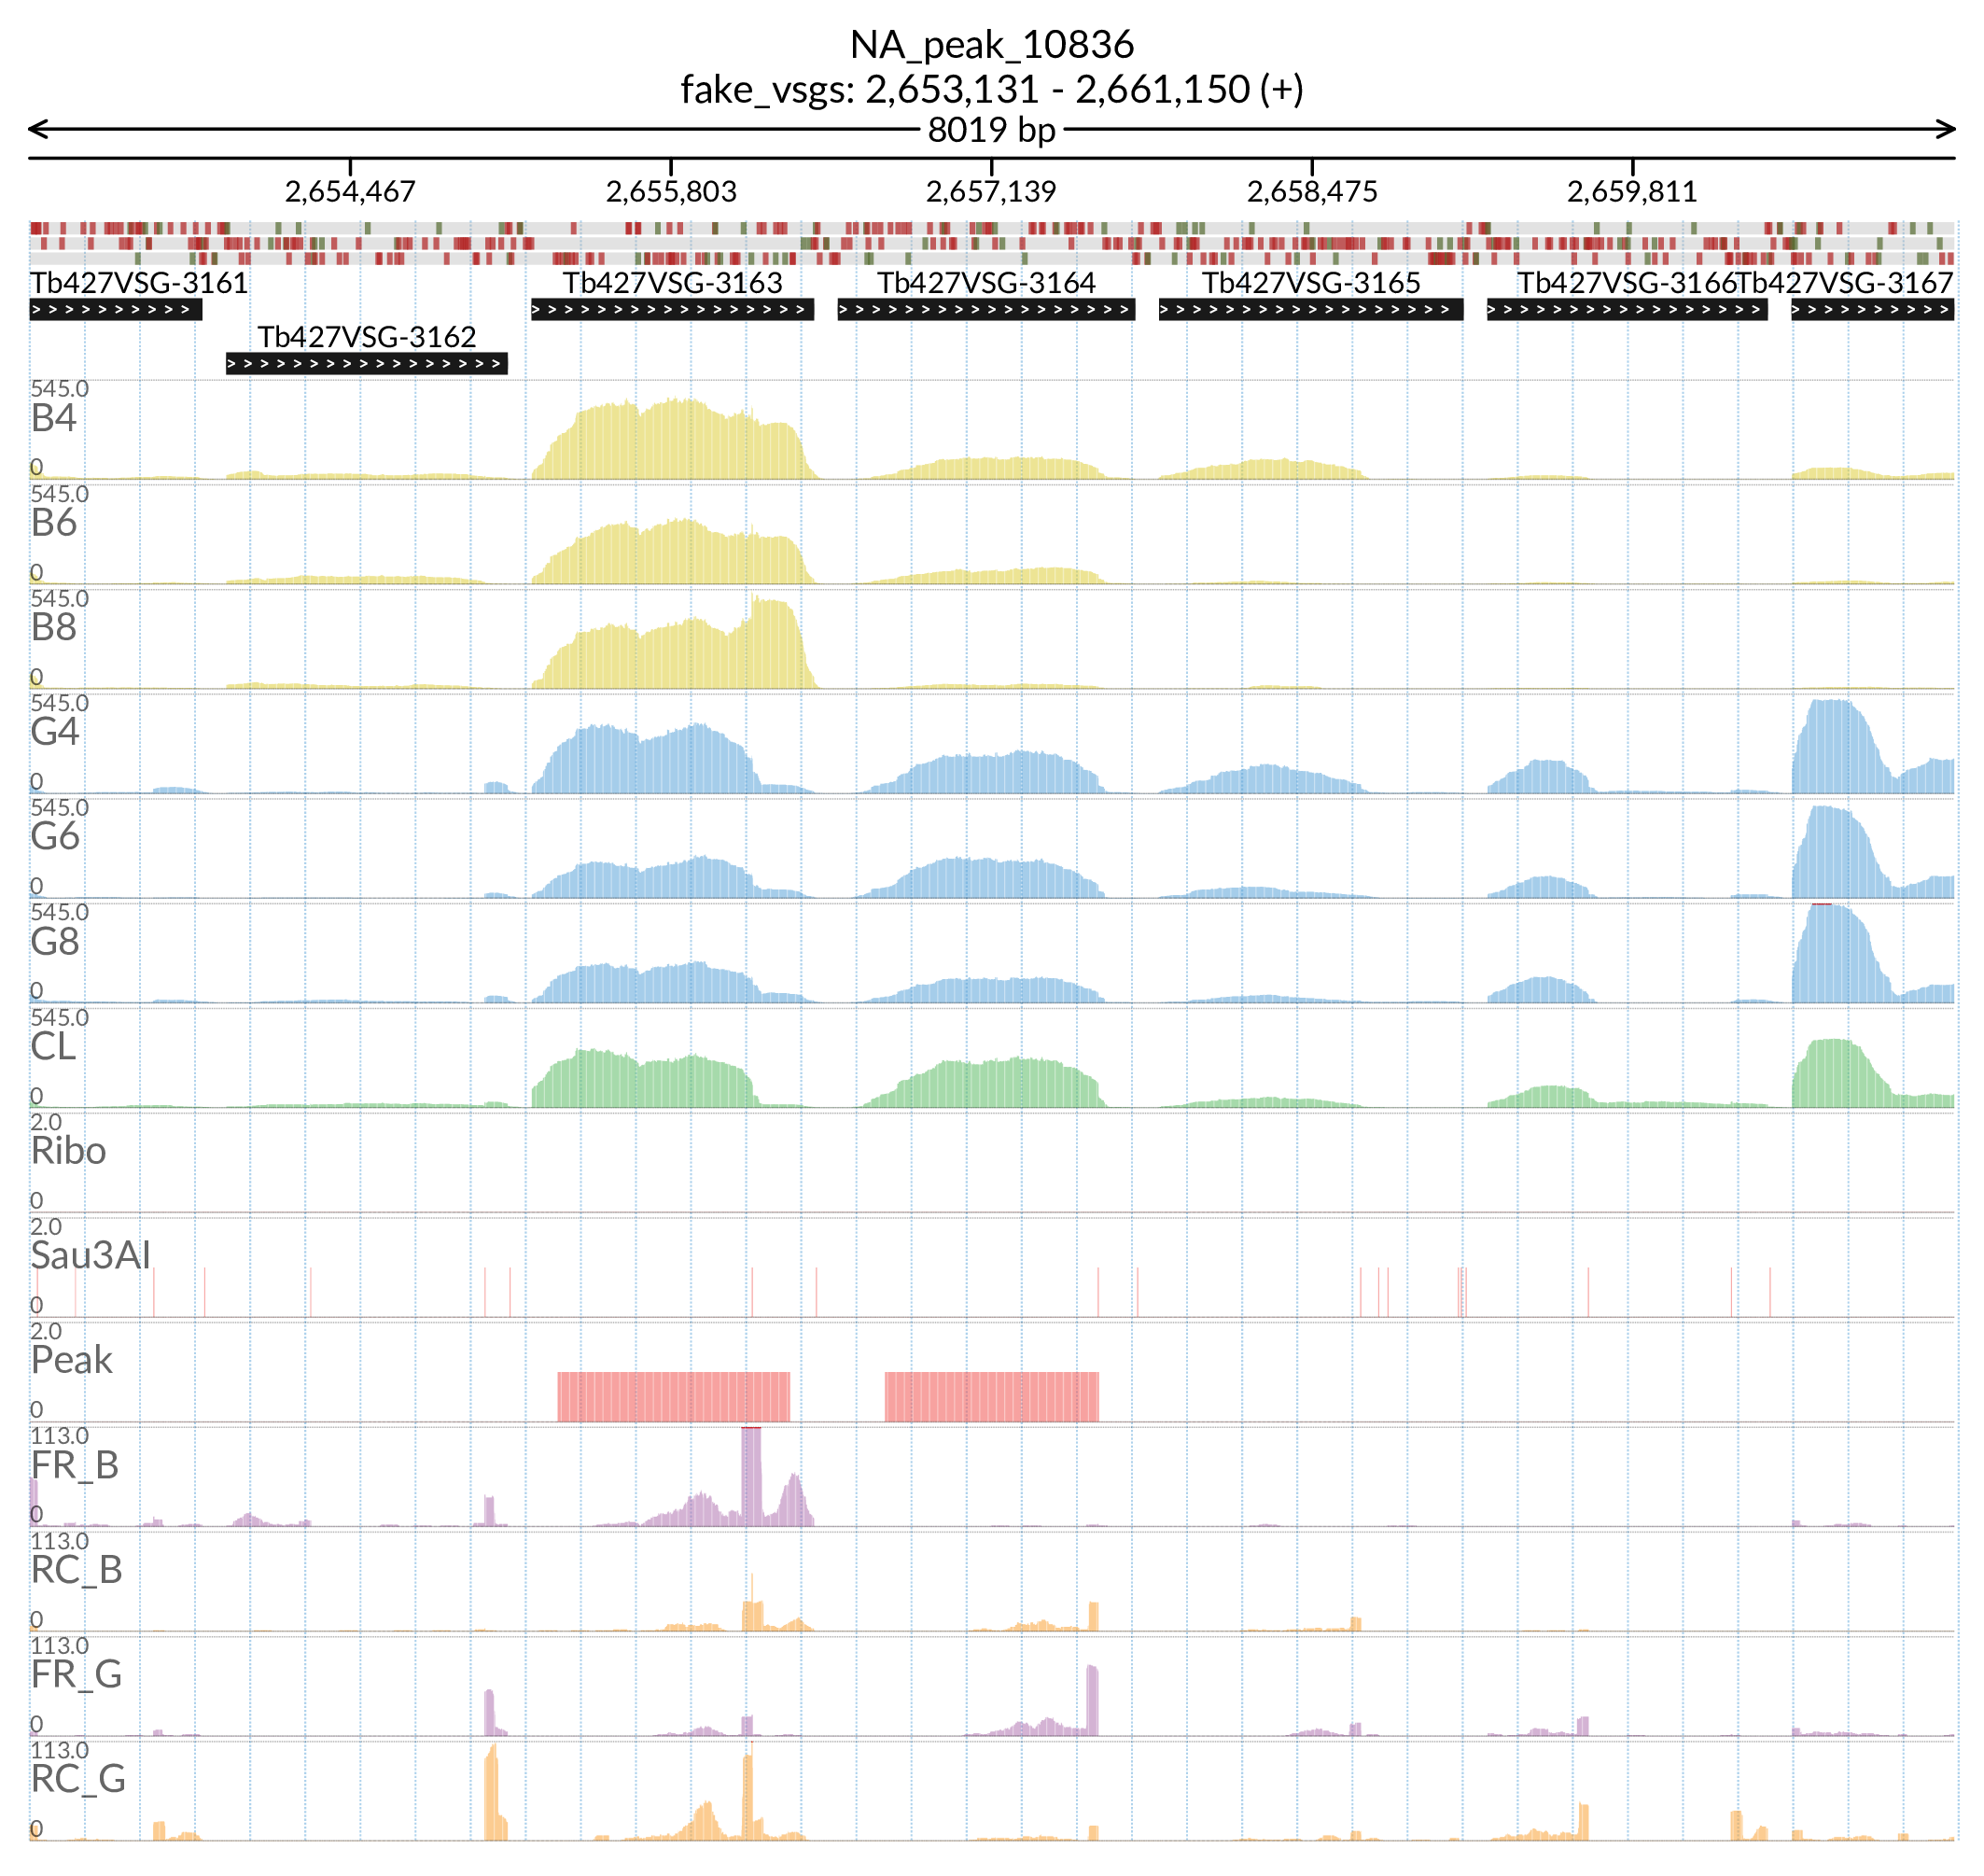 NA_peak_10836
fake_vsgs: 2,653,131 - 2,661,150 (+)
8019 bp
2,654,467 2,655,803 2,657,139 2,658,475 2,659,811
Tb427VSG-3161 Tb427VSG-3163 Tb427VSG-3164 Tb427VSG-3165 Tb427VSG-3166 Tb427VSG-3167
Tb427VSG-3162
545.0
B4
0
545.0
B6
0
545.0
B8
0
545.0
G4
0
545.0
G6
0
545.0
G8
0
545.0
CL
0
2.0
Ribo
0
2.0
Sau3AI
0
2.0
Peak
0
113.0
FR_B
0
113.0
RC_B
0
113.0
FR_G
0
113.0
RC_G
0